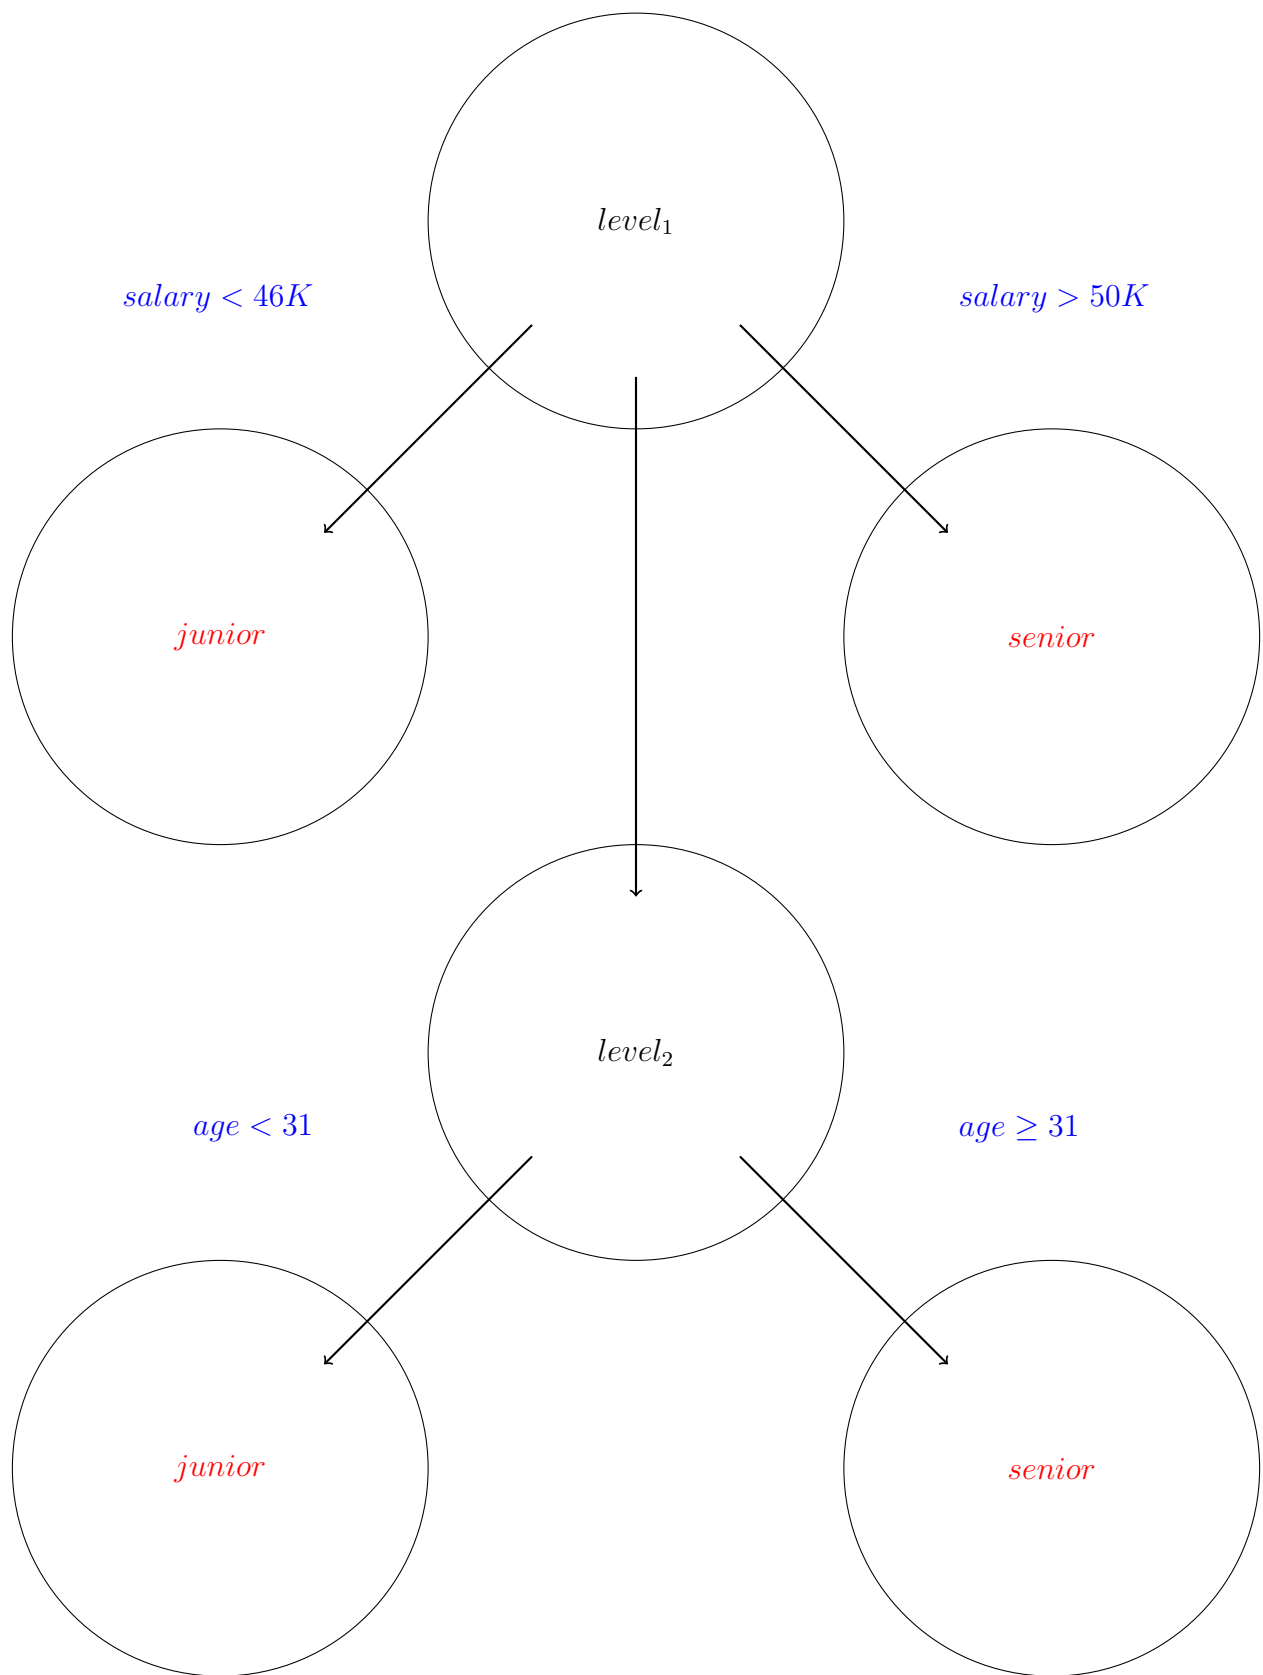 level₁
salary < 46K
salary > 50K
junior
senior
level₂
age < 31
age ≥ 31
junior
senior